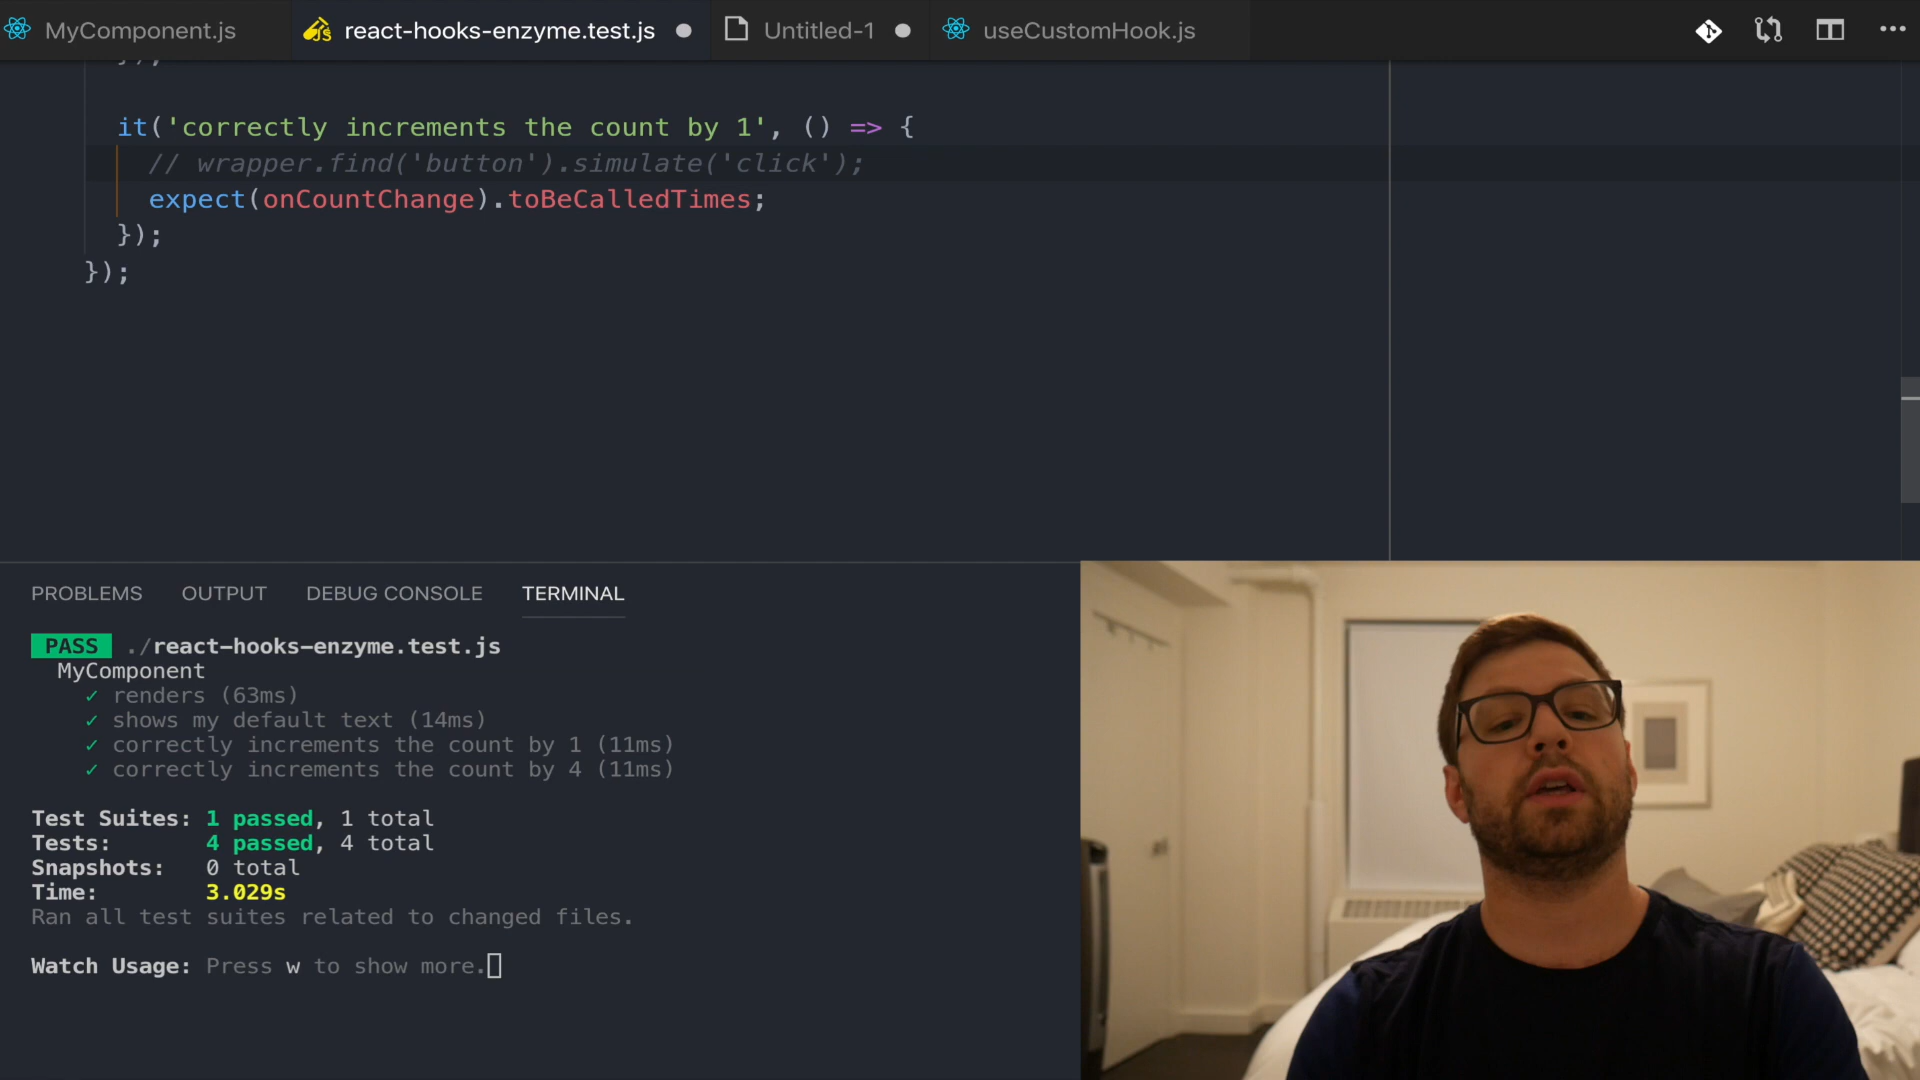 MyComponent.js
react-hooks-enzyme.test.js
Untitled-1
useCustomHook.js
});
it('correctly increments the count by 1', () => {
// wrapper.find('button').simulate('click');
expect(onCountChange).toBeCalledTimes;
});
});
PROBLEMS OUTPUT DEBUG CONSOLE TERMINAL
PASS ./react-hooks-enzyme.test.js
MyComponent
✓ renders (63ms)
✓ shows my default text (14ms)
✓ correctly increments the count by 1 (11ms)
✓ correctly increments the count by 4 (11ms)
Test Suites: 1 passed, 1 total
Tests: 4 passed, 4 total
Snapshots: 0 total
Time: 3.029s
Ran all test suites related to changed files.
Watch Usage: Press w to show more.